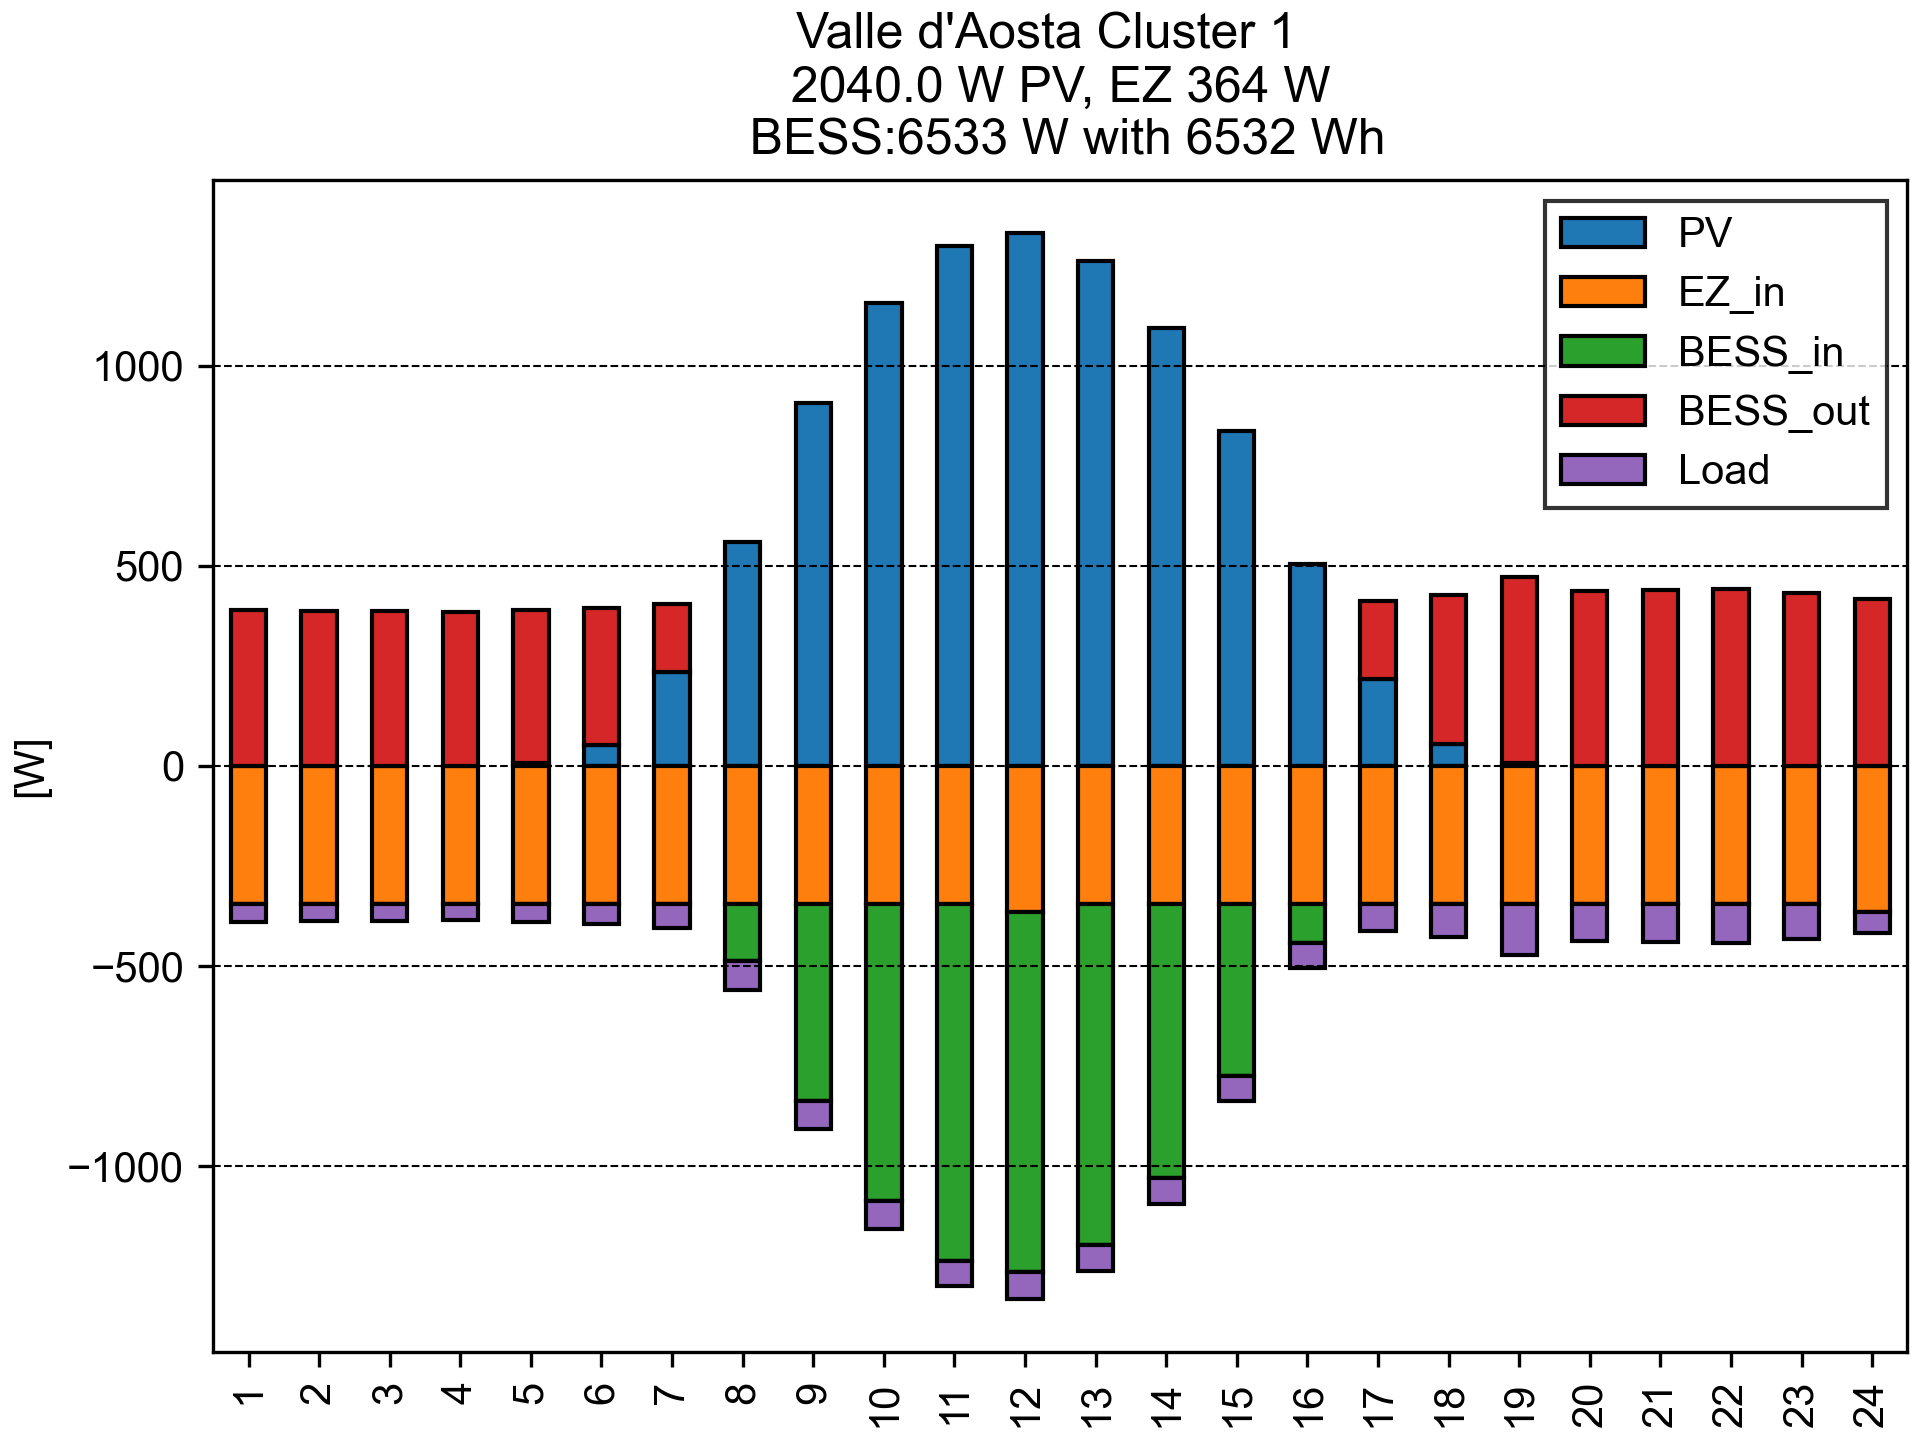 Valle d'Aosta Cluster 1
2040.0 W PV, EZ 364 W
BESS:6533 W with 6532 Wh
PV
EZ_in
BESS_in
BESS_out
Load
1000
500
0
−500
−1000
[W]
1 2 3 4 5 6 7 8 9 10 11 12 13 14 15 16 17 18 19 20 21 22 23 24